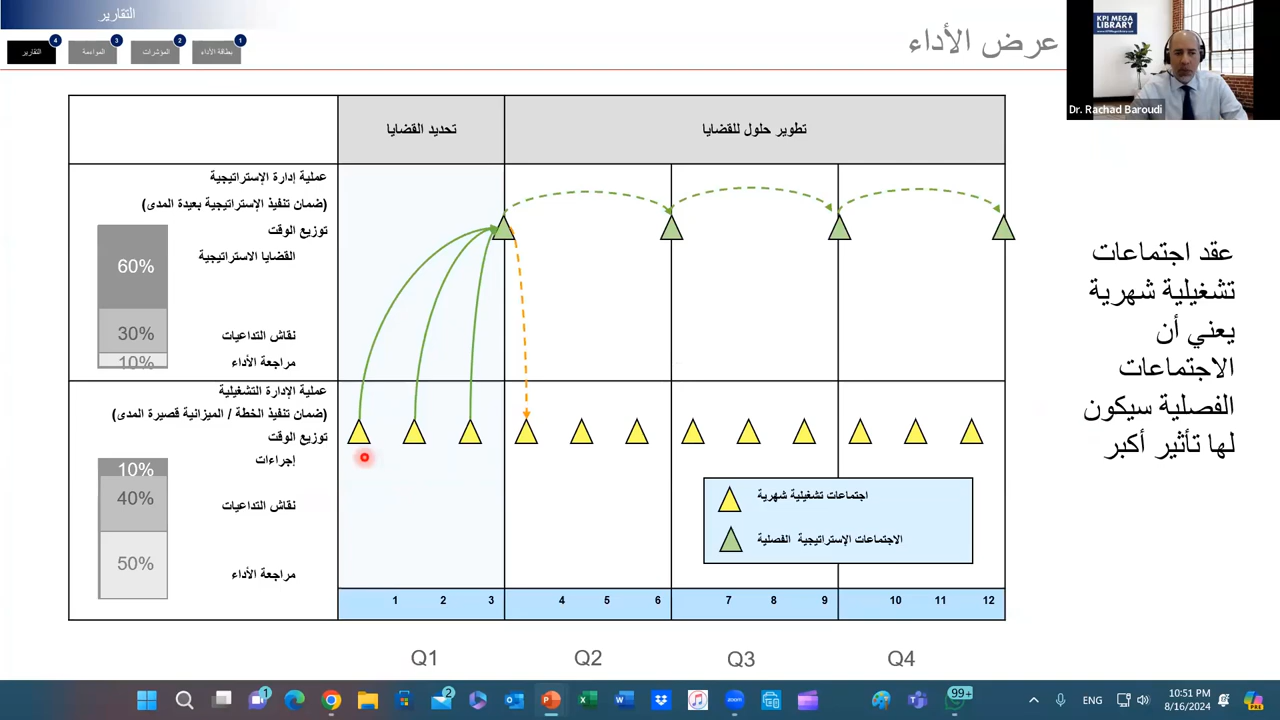 التقارير
1
2
3
4
بطاقة الأداء
المؤشرات
المواءمة
التقارير
عرض الأداء
KPI MEGA
LIBRARY
Dr. Rachad Baroudi
تحديد القضايا
تطوير حلول للقضايا
عملية إدارة الإستراتيجية
(ضمان تنفيذ الإستراتيجية بعيدة المدى)
توزيع الوقت
القضايا الاستراتيجية
60%
نقاش التداعيات
30%
مراجعة الأداء
10%
عملية الإدارة التشغيلية
(ضمان تنفيذ الخطة / الميزانية قصيرة المدى)
توزيع الوقت
إجراءات
10%
نقاش التداعيات
40%
مراجعة الأداء
50%
اجتماعات تشغيلية شهرية
الاجتماعات الإستراتيجية الفصلية
1 2 3 4 5 6 7 8 9 10 11 12
Q1 Q2 Q3 Q4
عقد اجتماعات
تشغيلية شهرية
يعني أن
الاجتماعات
الفصلية سيكون
لها تأثير أكبر
1
2
99+
ENG
10:51 PM
8/16/2024